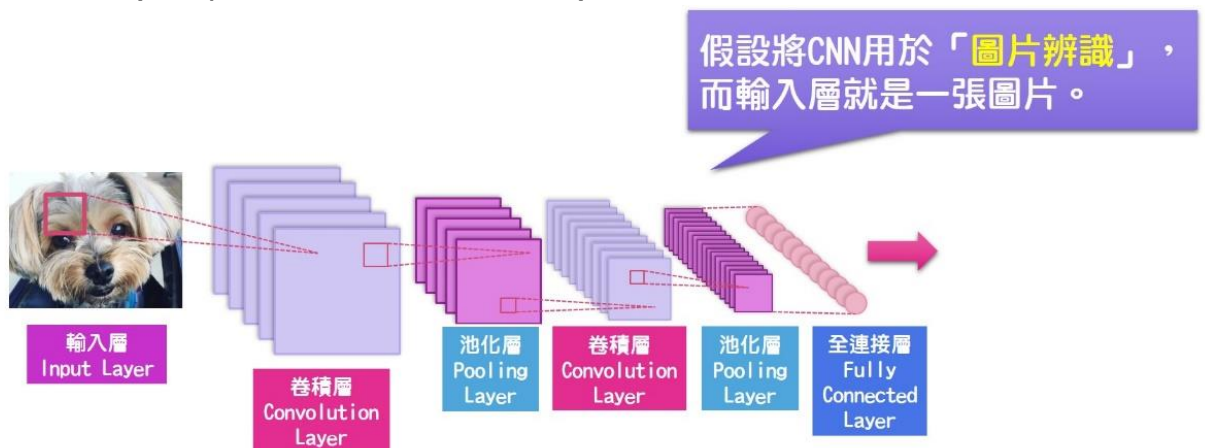 假設將CNN用於「圖片辨識」，
而輸入層就是一張圖片。
輸入層
Input Layer
卷積層
Convolution
Layer
池化層
Pooling
Layer
卷積層
Convolution
Layer
池化層
Pooling
Layer
全連接層
Fully
Connected
Layer